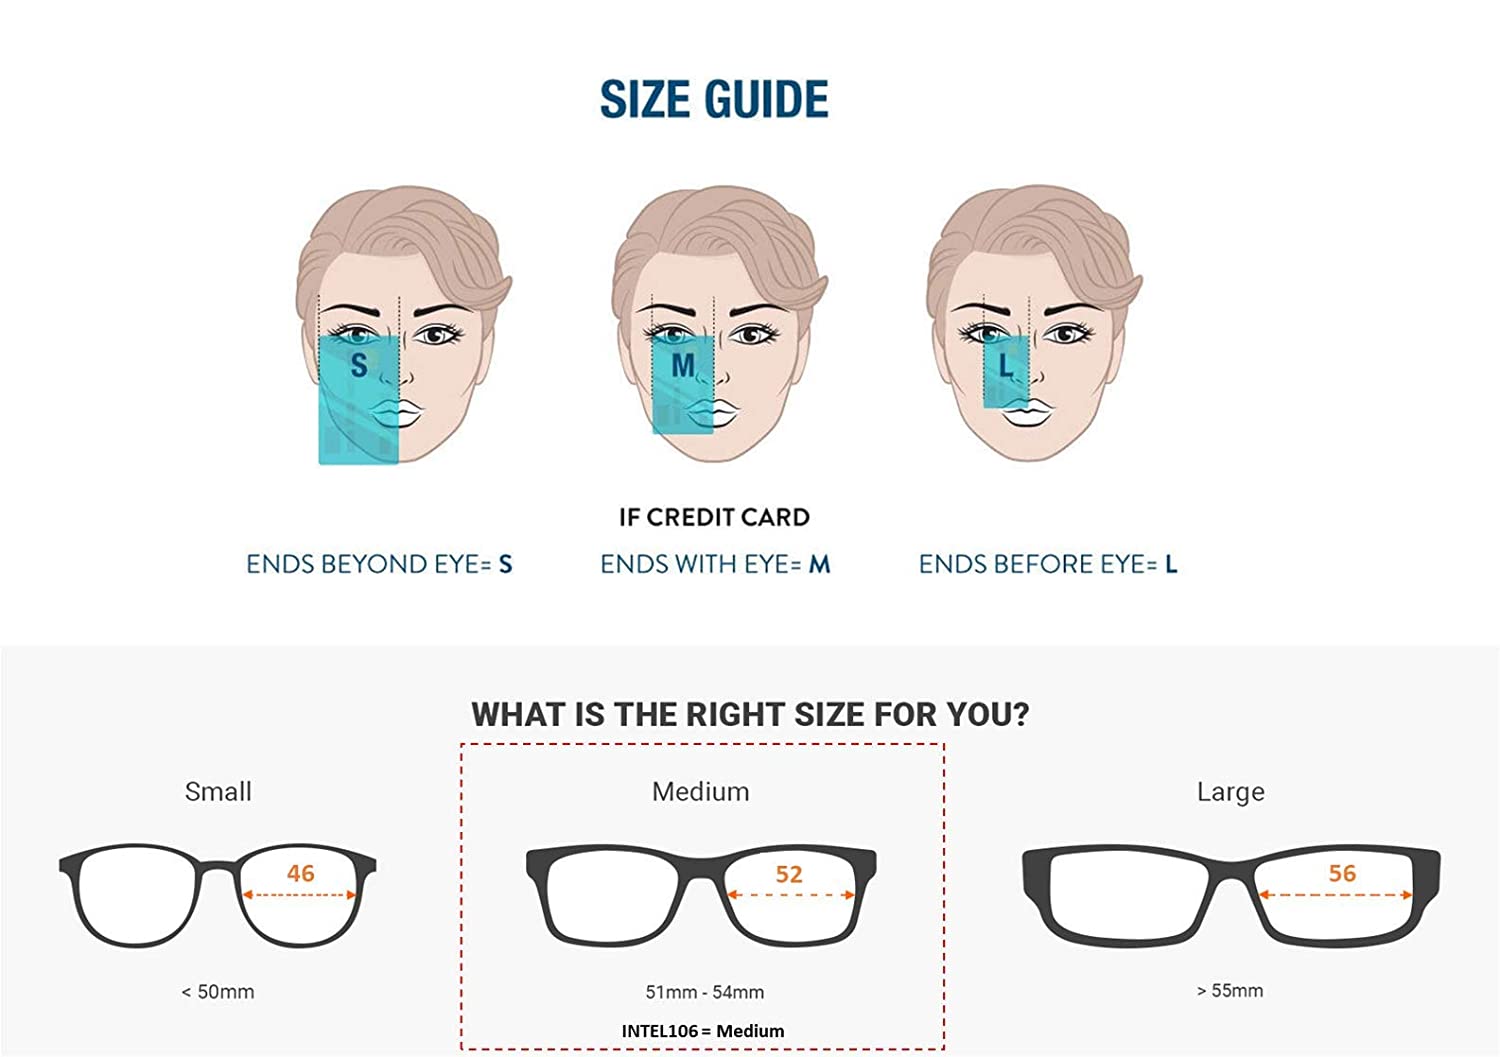 SIZE GUIDE
S
M
L
IF CREDIT CARD
ENDS BEYOND EYE= S
ENDS WITH EYE= M
ENDS BEFORE EYE= L
WHAT IS THE RIGHT SIZE FOR YOU?
Small
Medium
Large
46
52
56
< 50mm
51mm - 54mm
> 55mm
INTEL106 = Medium